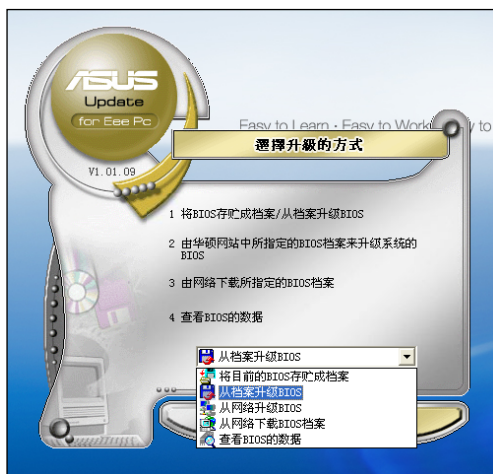 ASUS
Update
for Eee Pc
V1.01.09
Easy to Learn · Easy to Work
y to
選擇升級的方式
1 将BIOS存贮成档案/从档案升级BIOS
2 由华硕网站中所指定的BIOS档案来升级系统的
BIOS
3 由网络下载所指定的BIOS档案
4 查看BIOS的数据
从档案升级BIOS
将目前的BIOS存贮成档案
从档案升级BIOS
从网络升级BIOS
从网络下载BIOS档案
查看BIOS的数据